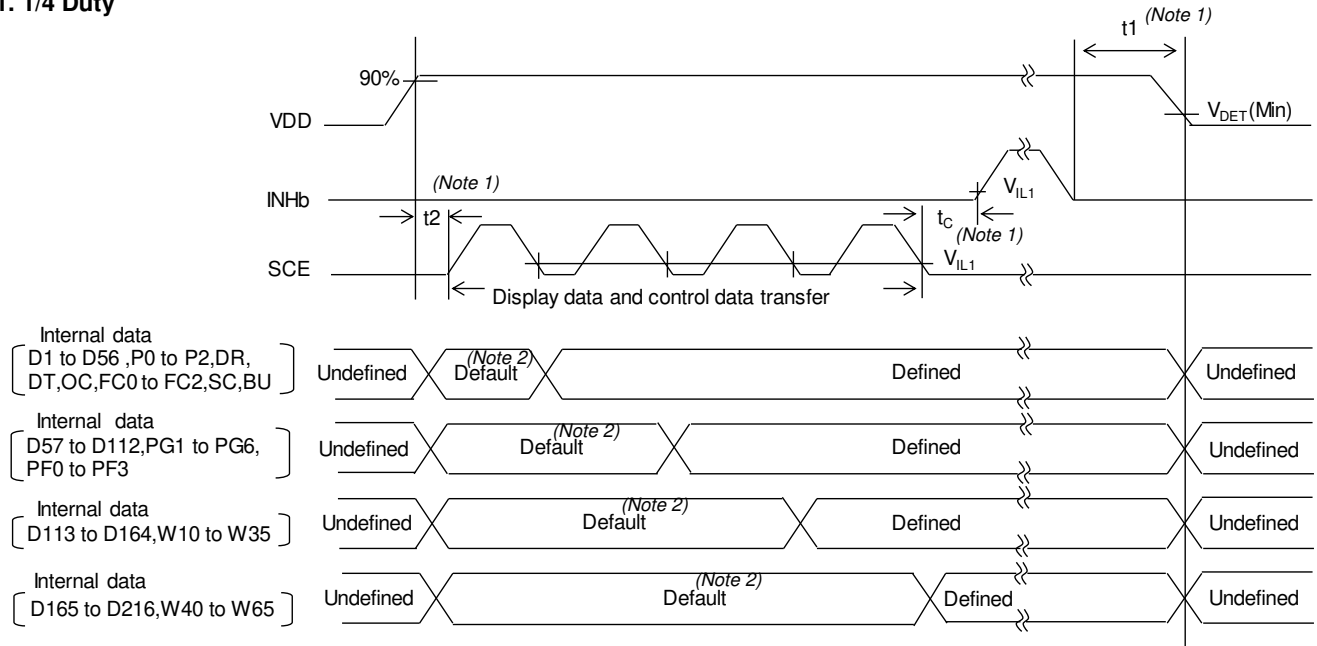 1. 1/4 Duty
t1 (Note 1)
90%
VDD
VDET(Min)
(Note 1)
INHb
VIL1
t2
tC
(Note 1)
SCE
VIL1
Display data and control data transfer
Internal data
D1 to D56 ,P0 to P2,DR,
DT,OC,FC0 to FC2,SC,BU
Undefined
(Note 2)
Default
Defined
Undefined
Internal data
D57 to D112,PG1 to PG6,
PF0 to PF3
Undefined
(Note 2)
Default
Defined
Undefined
Internal data
D113 to D164,W10 to W35
Undefined
(Note 2)
Default
Defined
Undefined
Internal data
D165 to D216,W40 to W65
Undefined
(Note 2)
Default
Defined
Undefined